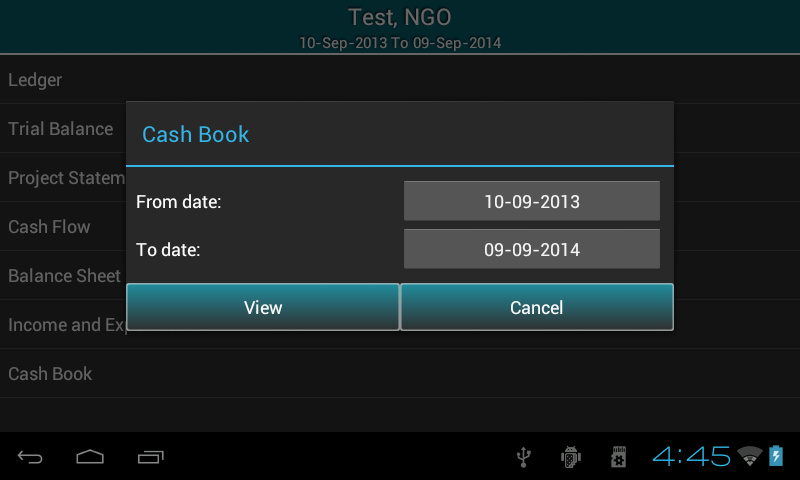 Test, NGO
10-Sep-2013 To 09-Sep-2014
Ledger
Trial Balance
Cash Book
Project Statem
From date:
10-09-2013
Cash Flow
To date:
09-09-2014
Balance Sheet
View
Cancel
Income and Exp
Cash Book
4:45